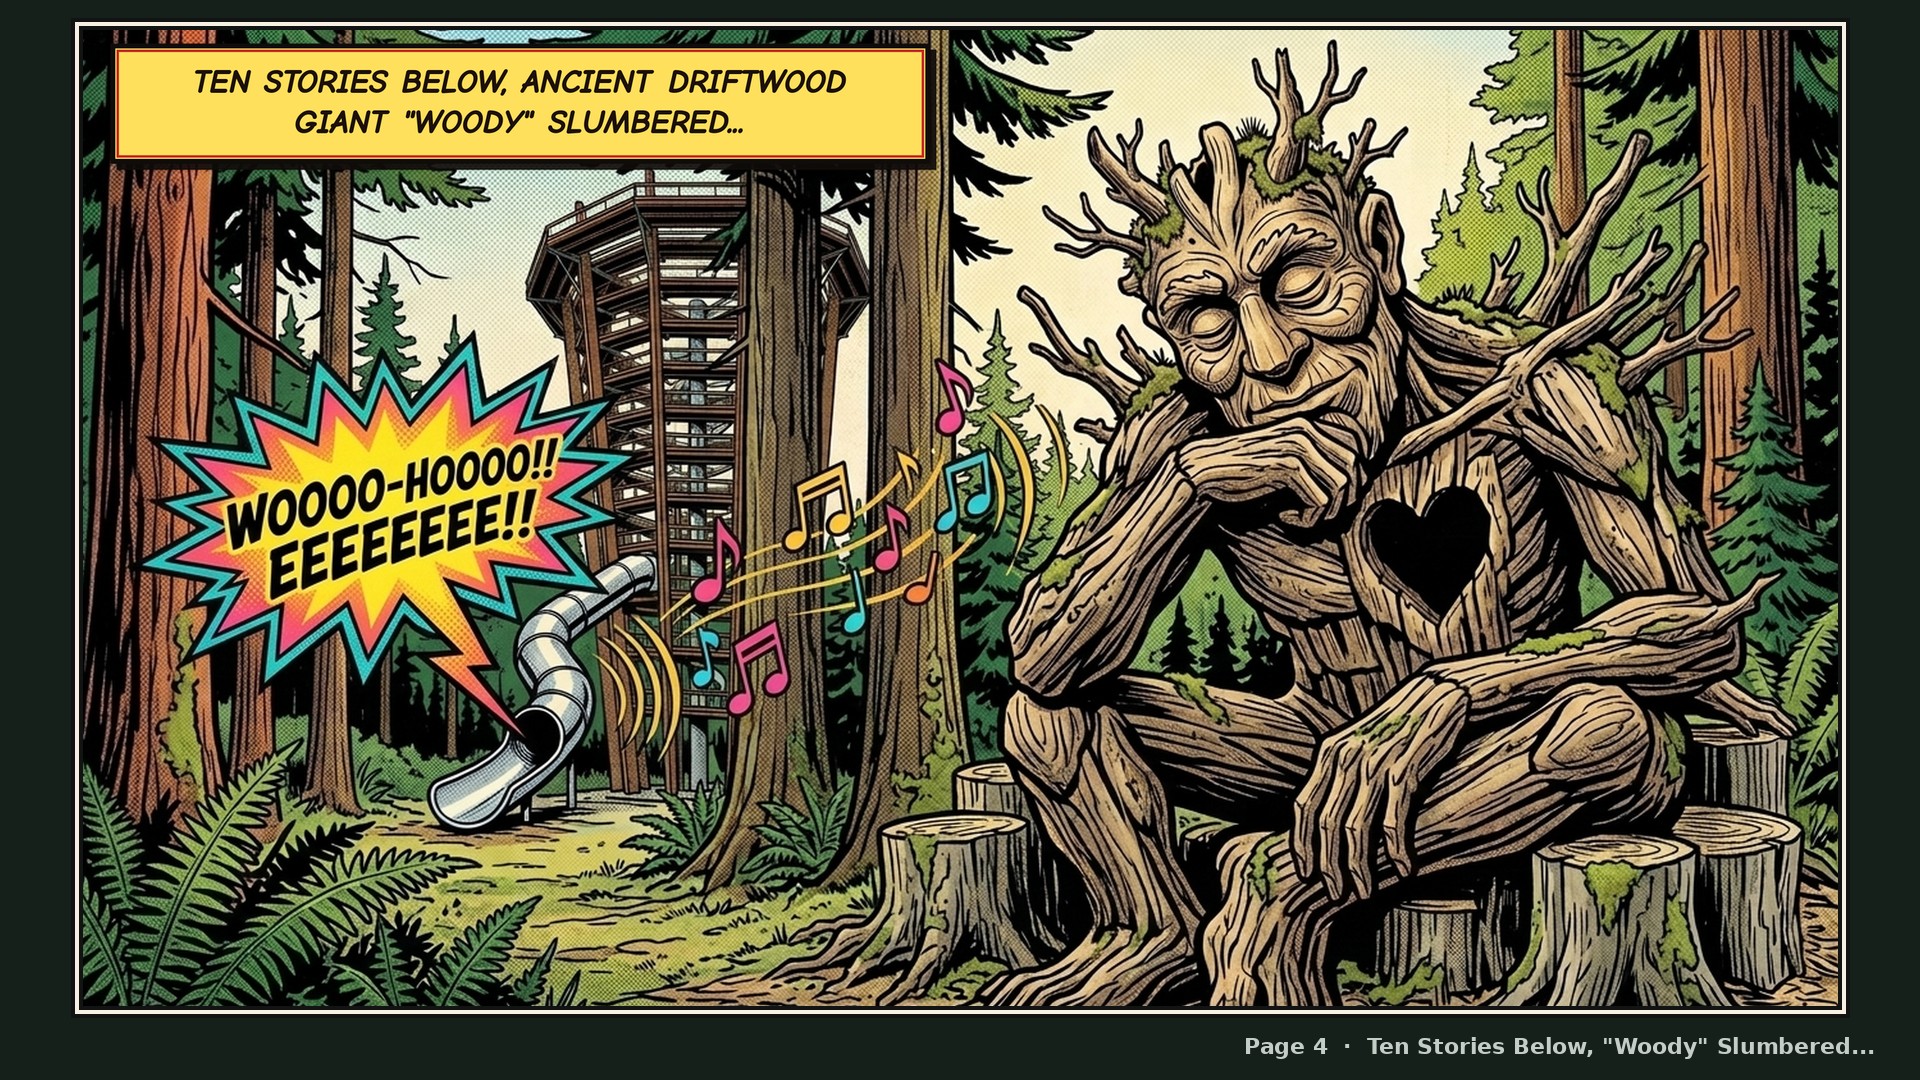 TEN STORIES BELOW, ANCIENT DRIFTWOOD
GIANT "WOODY" SLUMBERED...
WOOOO-HOOOO!!
EEEEEEEE!!
Page 4 · Ten Stories Below, "Woody" Slumbered...